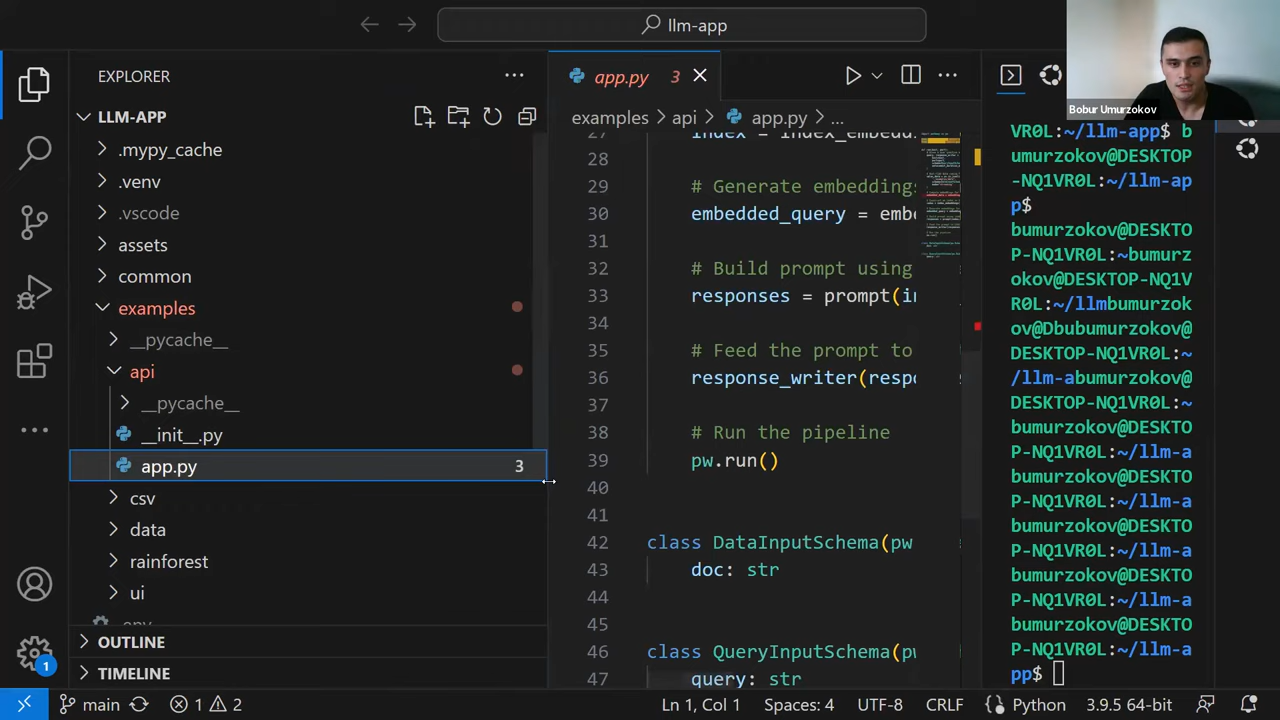 llm-app
Bobur Umurzokov
EXPLORER
LLM-APP
.mypy_cache
.venv
.vscode
assets
common
examples
__pycache__
api
__pycache__
__init__.py
app.py 3
csv
data
rainforest
ui
OUTLINE
TIMELINE
app.py 3
examples > api > app.py > ...
27 index = index_embedd
28
29 # Generate embeddings
30 embedded_query = embe
31
32 # Build prompt using
33 responses = prompt(in
34
35 # Feed the prompt to
36 response_writer(respo
37
38 # Run the pipeline
39 pw.run()
40
41
42 class DataInputSchema(pw
43 doc: str
44
45
46 class QueryInputSchema(pw
47 query: str
VR0L:~/llm-app$ b
umurzokov@DESKTOP
-NQ1VR0L:~/llm-ap
p$
bumurzokov@DESKTO
P-NQ1VR0L:~bumurz
okov@DESKTOP-NQ1V
R0L:~/llmbumurzok
ov@Dbubumurzokov@
DESKTOP-NQ1VR0L:~
/llm-abumurzokov@
DESKTOP-NQ1VR0L:~
bumurzokov@DESKTO
P-NQ1VR0L:~/llm-a
bumurzokov@DESKTO
P-NQ1VR0L:~/llm-a
bumurzokov@DESKTO
P-NQ1VR0L:~/llm-a
bumurzokov@DESKTO
P-NQ1VR0L:~/llm-a
bumurzokov@DESKTO
P-NQ1VR0L:~/llm-a
pp$
1
main 1 2 Ln 1, Col 1 Spaces: 4 UTF-8 CRLF Python 3.9.5 64-bit